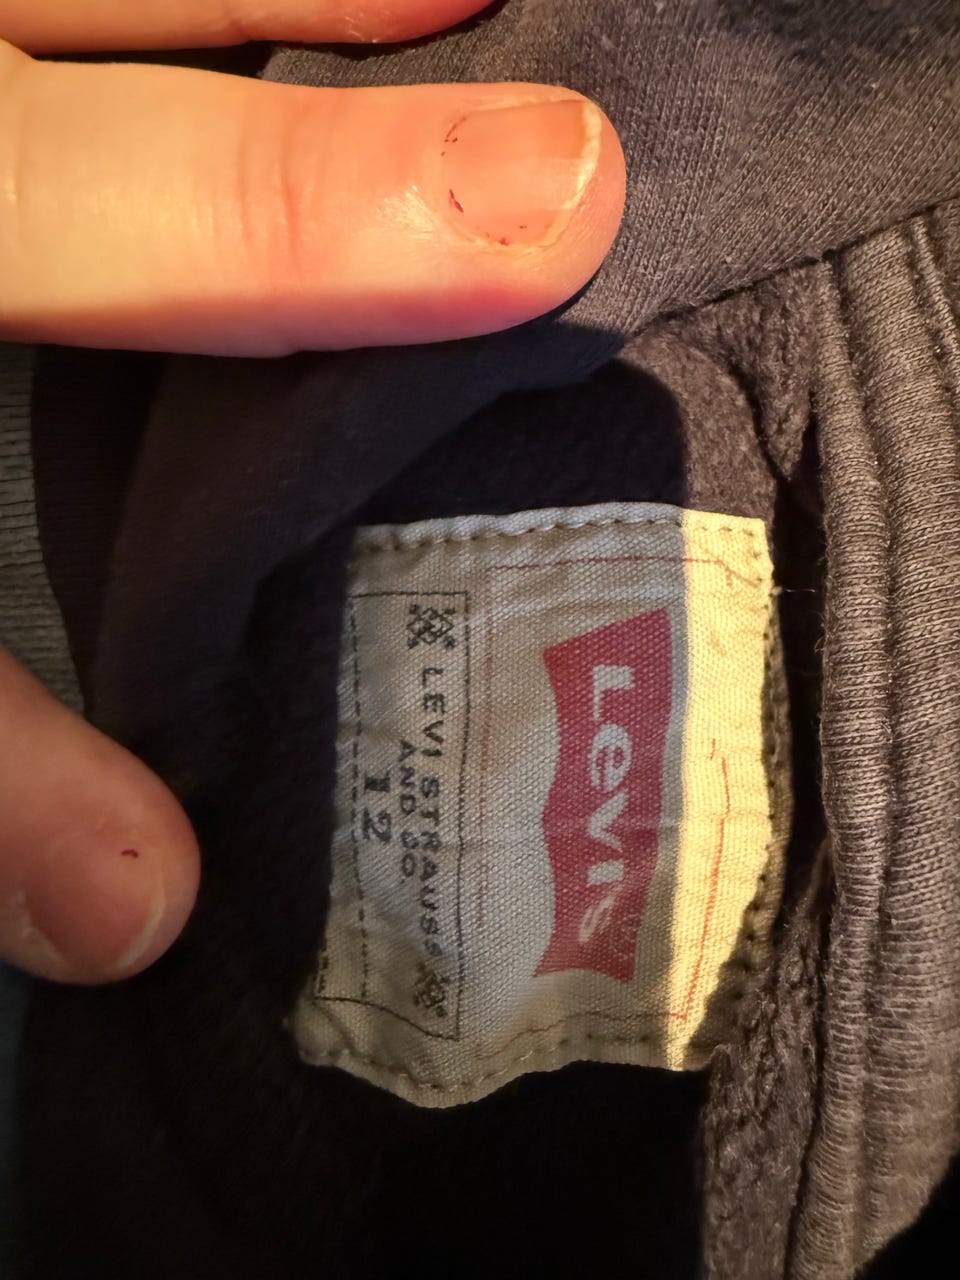 Levi's
LEVI STRAUSS
AND CO.
12